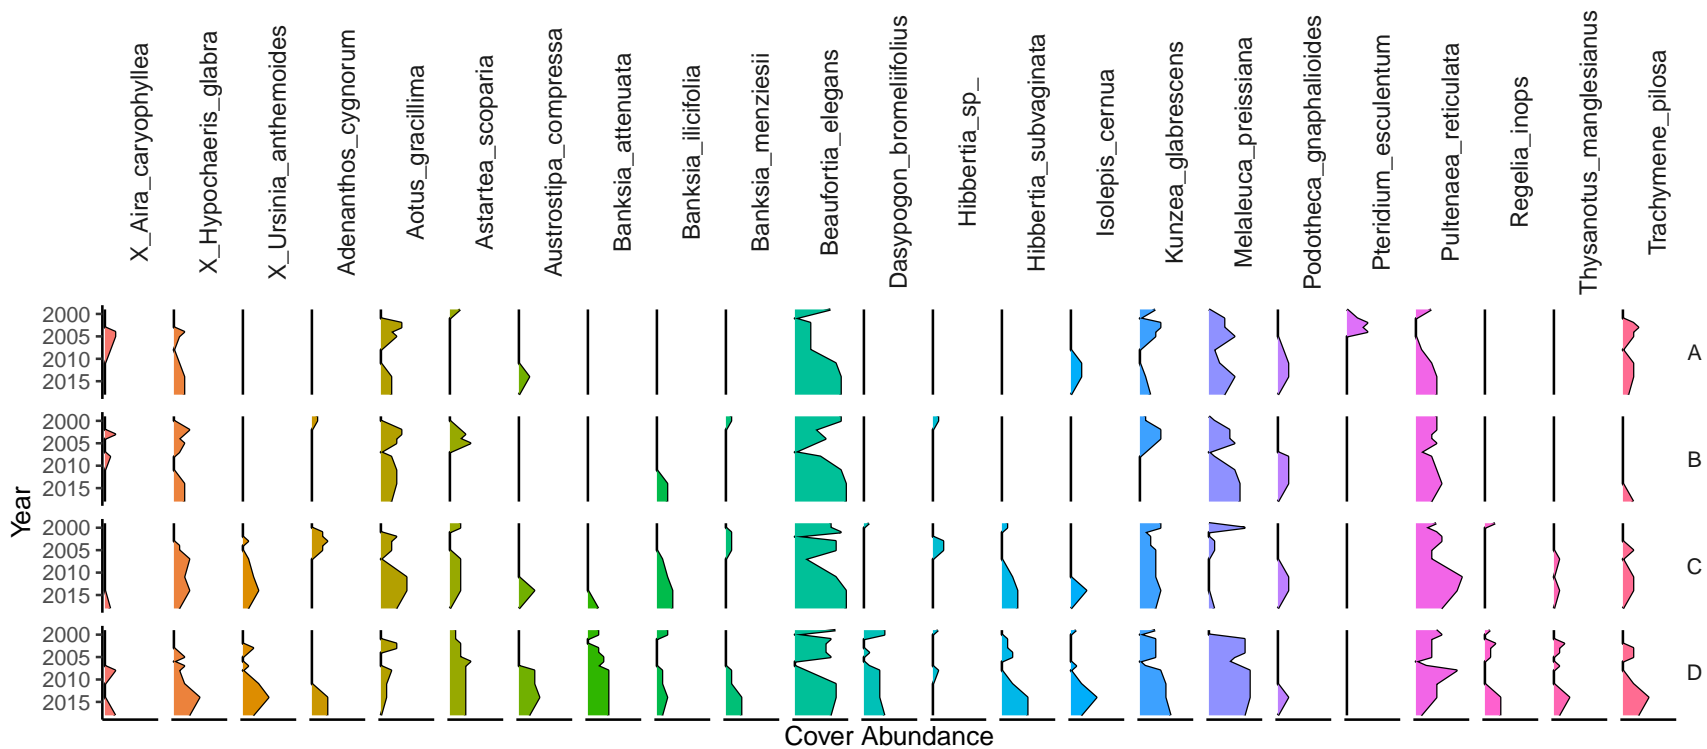 X_Aira_caryophyllea
X_Hypochaeris_glabra
X_Ursinia_anthemoides
Adenanthos_cygnorum
Aotus_gracillima
Astartea_scoparia
Austrostipa_compressa
Banksia_attenuata
Banksia_ilicifolia
Banksia_menziesii
Beaufortia_elegans
Dasypogon_bromeliifolius
Hibbertia_sp_
Hibbertia_subvaginata
Isolepis_cernua
Kunzea_glabrescens
Melaleuca_preissiana
Podotheca_gnaphalioides
Pteridium_esculentum
Pultenaea_reticulata
Regelia_inops
Thysanotus_manglesianus
Trachymene_pilosa
Year
2000
2005
2010
2015
A
2000
2005
2010
2015
B
2000
2005
2010
2015
C
2000
2005
2010
2015
D
Cover Abundance